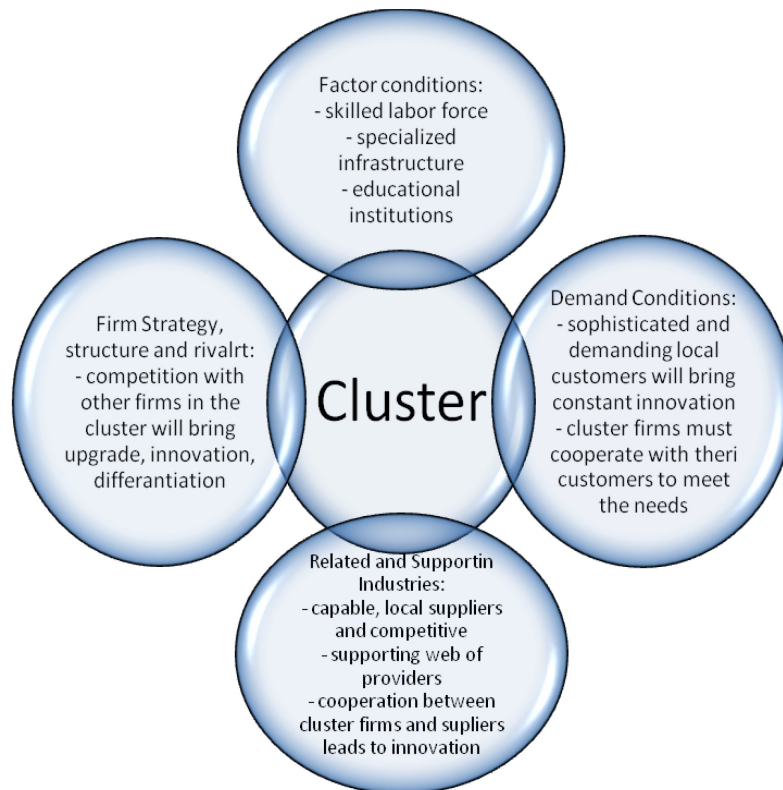 Factor conditions:
- skilled labor force
- specialized
infrastructure
- educational
institutions
Firm Strategy,
structure and rivalrt:
- competition with
other firms in the
cluster will bring
upgrade, innovation,
differantiation
Cluster
Demand Conditions:
- sophisticated and
demanding local
customers will bring
constant innovation
- cluster firms must
cooperate with theri
customers to meet
the needs
Related and Supportin
Industries:
- capable, local suppliers
and competitive
- supporting web of
providers
- cooperation between
cluster firms and supliers
leads to innovation